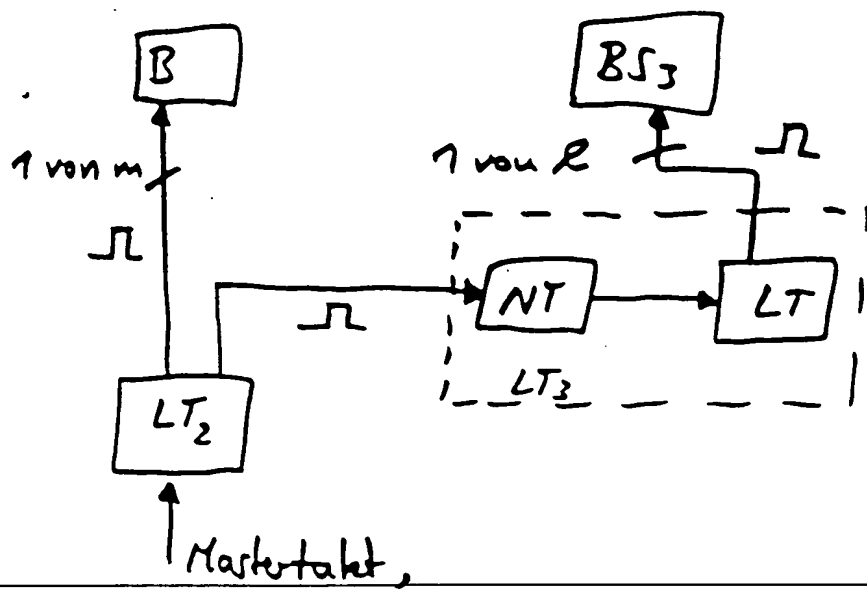 B
BS3
1 von m
1 von l
NT
LT
LT3
LT2
Mastertakt,